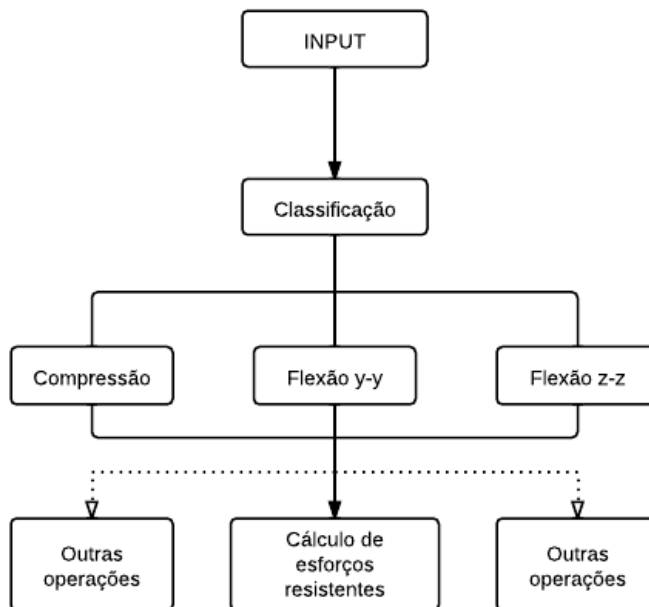 INPUT
Classificação
Compressão
Flexão y-y
Flexão z-z
Outras
operações
Cálculo de
esforços
resistentes
Outras
operações